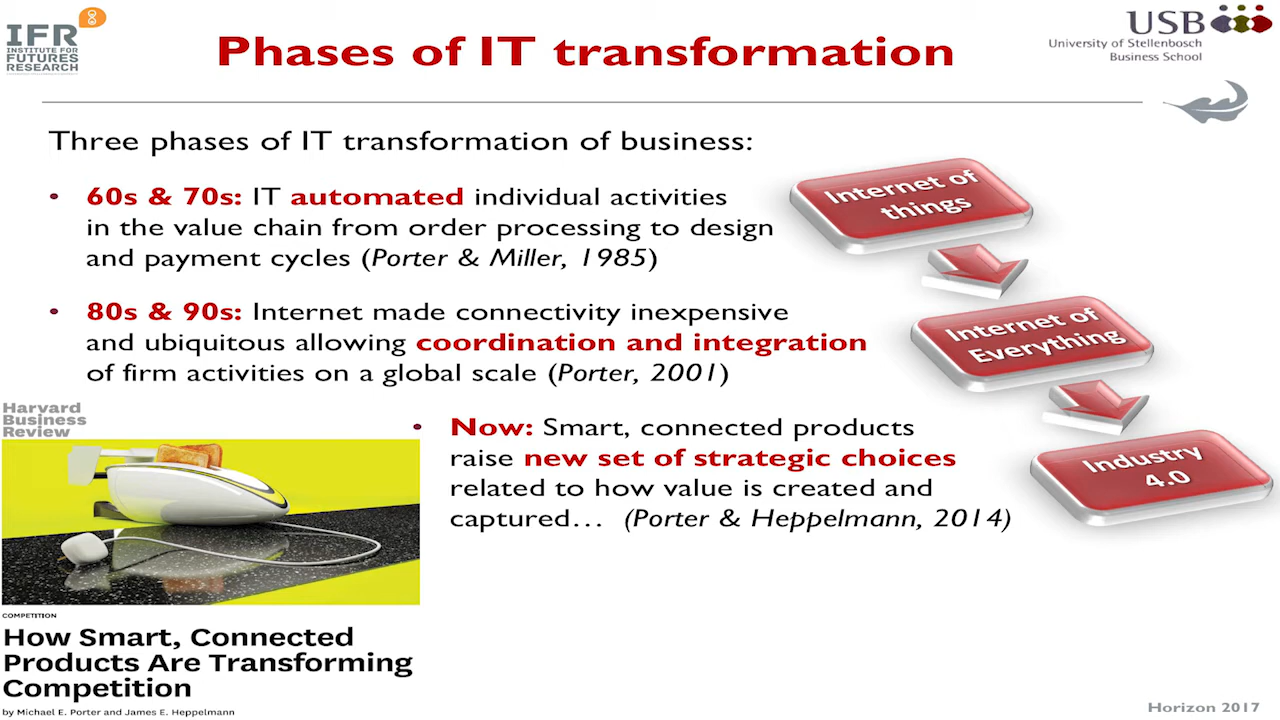 IFR
INSTITUTE FOR
FUTURES
RESEARCH
Phases of IT transformation
USB
University of Stellenbosch
Business School
Three phases of IT transformation of business:
• 60s & 70s: IT automated individual activities
in the value chain from order processing to design
and payment cycles (Porter & Miller, 1985)
• 80s & 90s: Internet made connectivity inexpensive
and ubiquitous allowing coordination and integration
of firm activities on a global scale (Porter, 2001)
• Now: Smart, connected products
raise new set of strategic choices
related to how value is created and
captured… (Porter & Heppelmann, 2014)
Internet of
things
Internet of
Everything
Industry
4.0
Harvard
Business
Review
COMPETITION
How Smart, Connected
Products Are Transforming
Competition
by Michael E. Porter and James E. Heppelmann
Horizon 2017